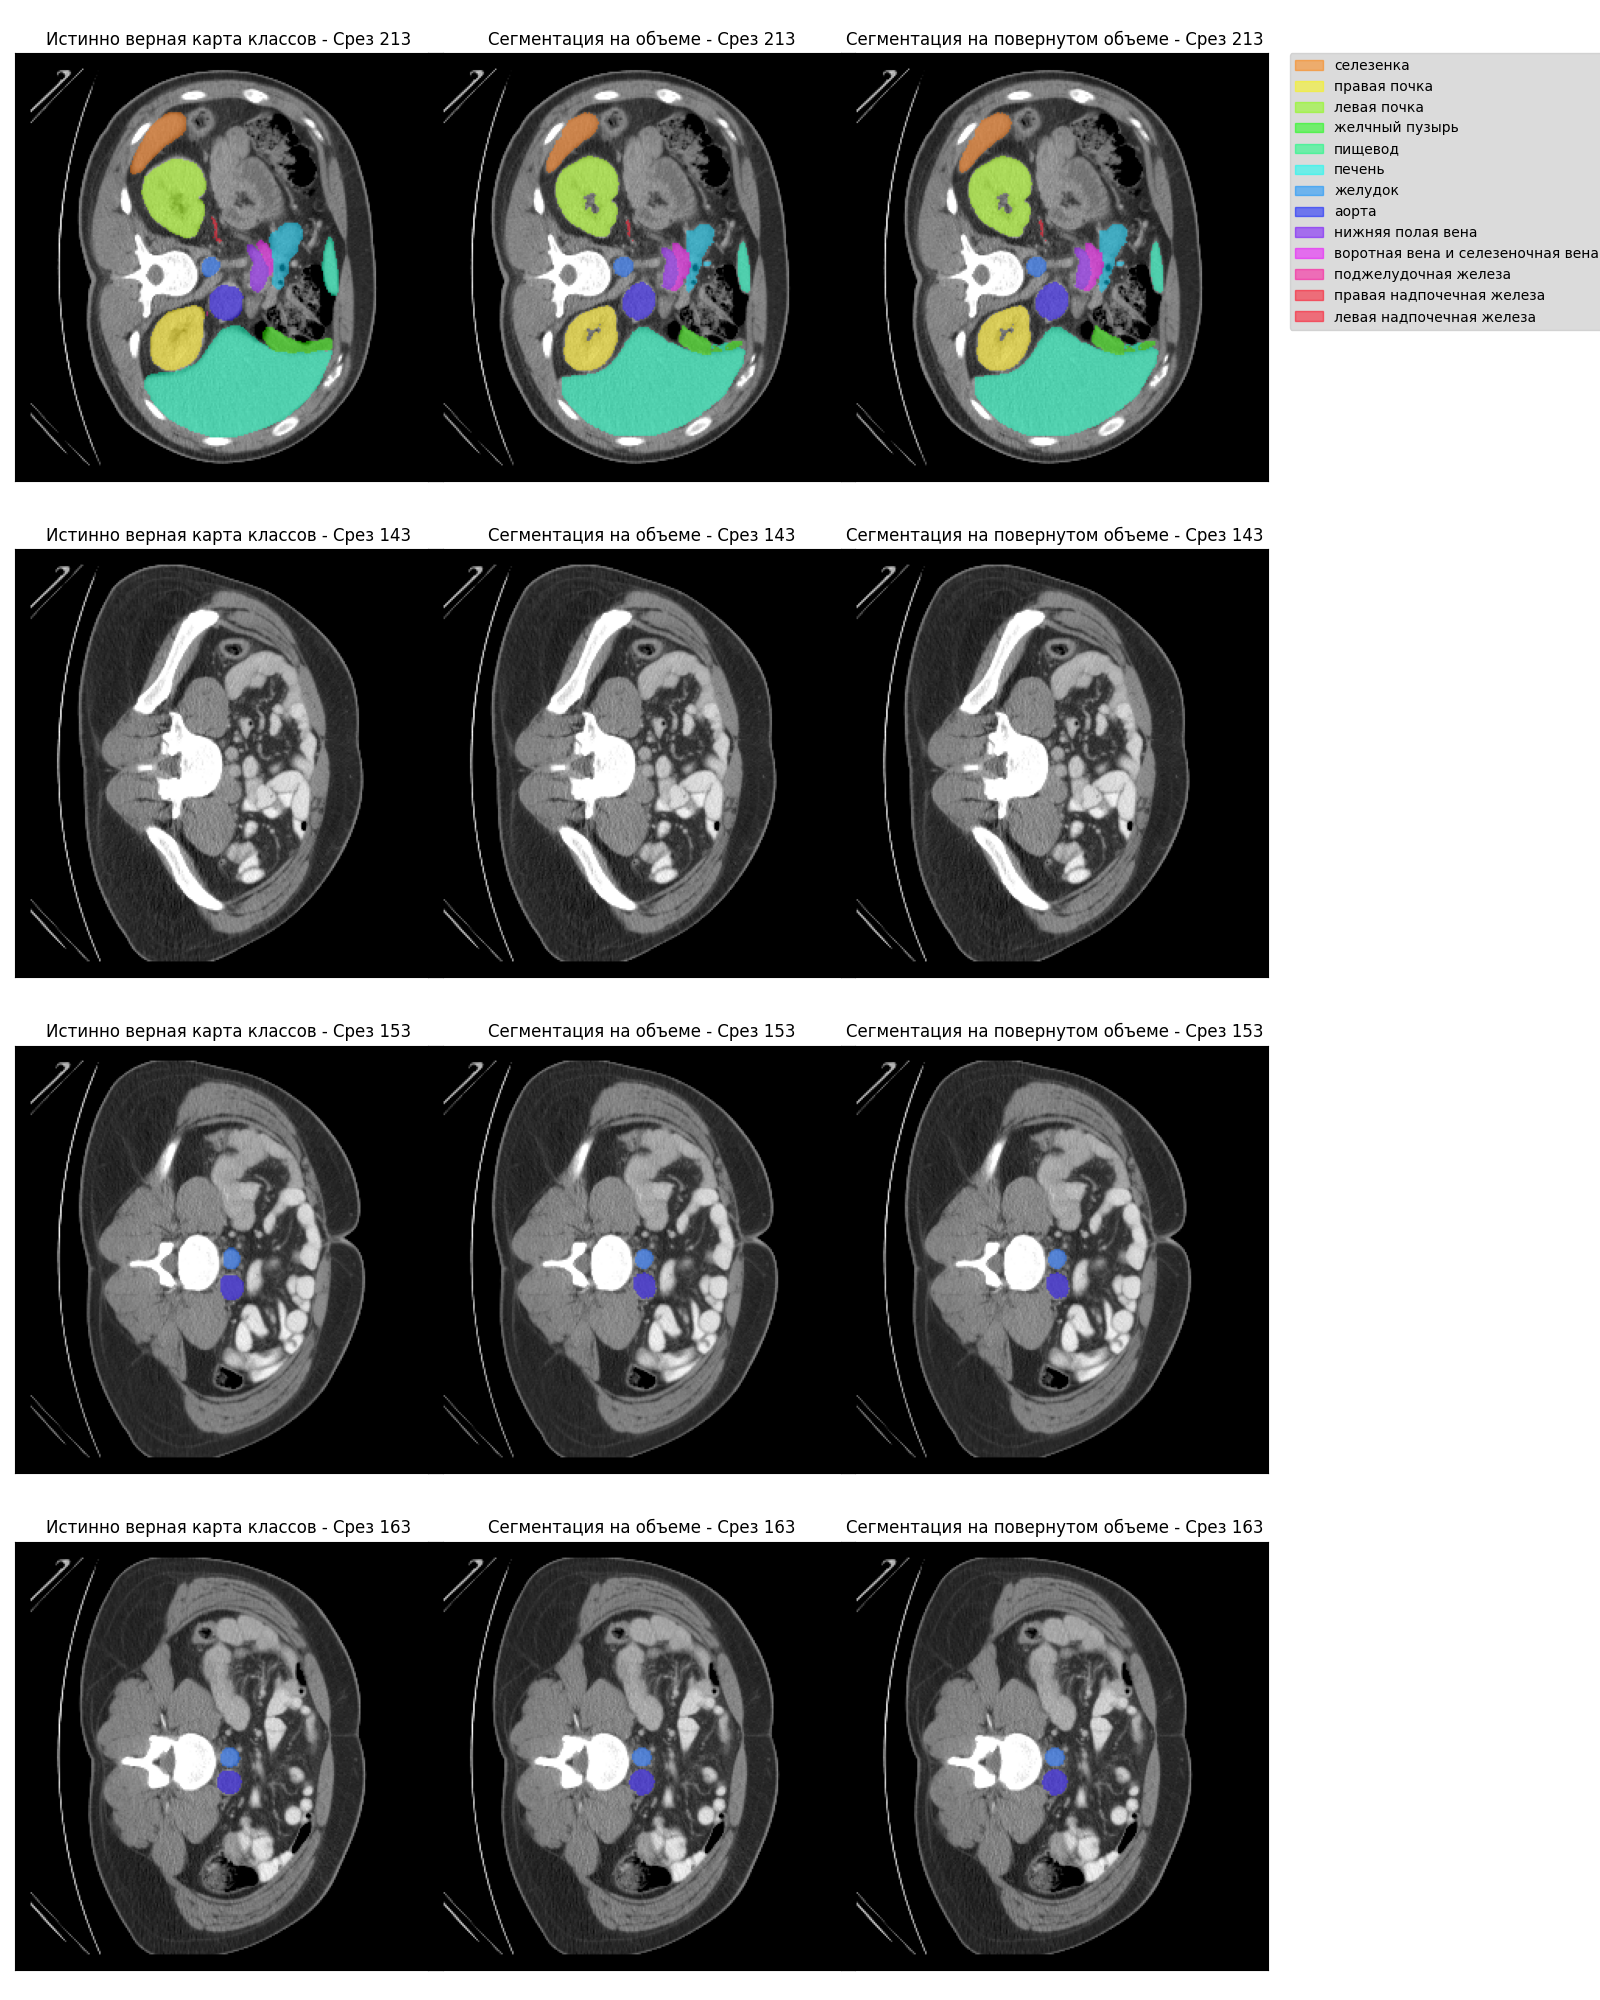 Истинно верная карта классов - Срез 213
Сегментация на объеме - Срез 213
Сегментация на повернутом объеме - Срез 213
селезенка
правая почка
левая почка
желчный пузырь
пищевод
печень
желудок
аорта
нижняя полая вена
воротная вена и селезеночная вена
поджелудочная железа
правая надпочечная железа
левая надпочечная железа
Истинно верная карта классов - Срез 143
Сегментация на объеме - Срез 143
Сегментация на повернутом объеме - Срез 143
Истинно верная карта классов - Срез 153
Сегментация на объеме - Срез 153
Сегментация на повернутом объеме - Срез 153
Истинно верная карта классов - Срез 163
Сегментация на объеме - Срез 163
Сегментация на повернутом объеме - Срез 163